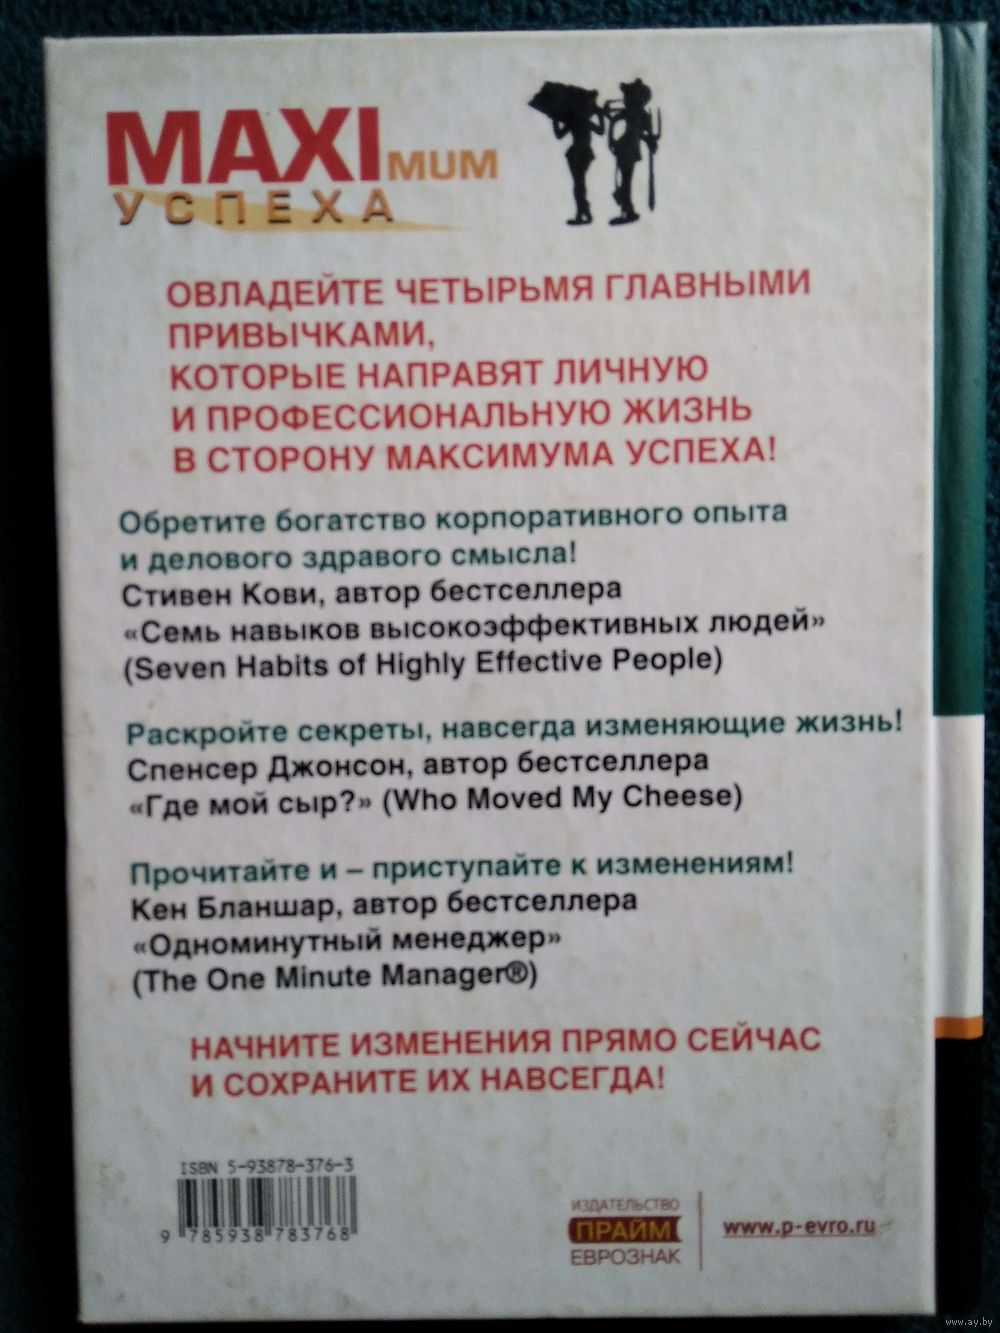 MAXIMUM
УСПЕХА
ОВЛАДЕЙТЕ ЧЕТЫРЬМЯ ГЛАВНЫМИ
ПРИВЫЧКАМИ,
КОТОРЫЕ НАПРАВЯТ ЛИЧНУЮ
И ПРОФЕССИОНАЛЬНУЮ ЖИЗНЬ
В СТОРОНУ МАКСИМУМА УСПЕХА!
Обретите богатство корпоративного опыта
и делового здравого смысла!
Стивен Кови, автор бестселлера
«Семь навыков высокоэффективных людей»
(Seven Habits of Highly Effective People)
Раскройте секреты, навсегда изменяющие жизнь!
Спенсер Джонсон, автор бестселлера
«Где мой сыр?» (Who Moved My Cheese)
Прочитайте и – приступайте к изменениям!
Кен Бланшар, автор бестселлера
«Одноминутный менеджер»
(The One Minute Manager®)
НАЧНИТЕ ИЗМЕНЕНИЯ ПРЯМО СЕЙЧАС
И СОХРАНИТЕ ИХ НАВСЕГДА!
ISBN 5-93878-376-3
9 785938 783768
ИЗДАТЕЛЬСТВО
ПРАЙМ
ЕВРОЗНАК
www.p-evro.ru
www.ay.by